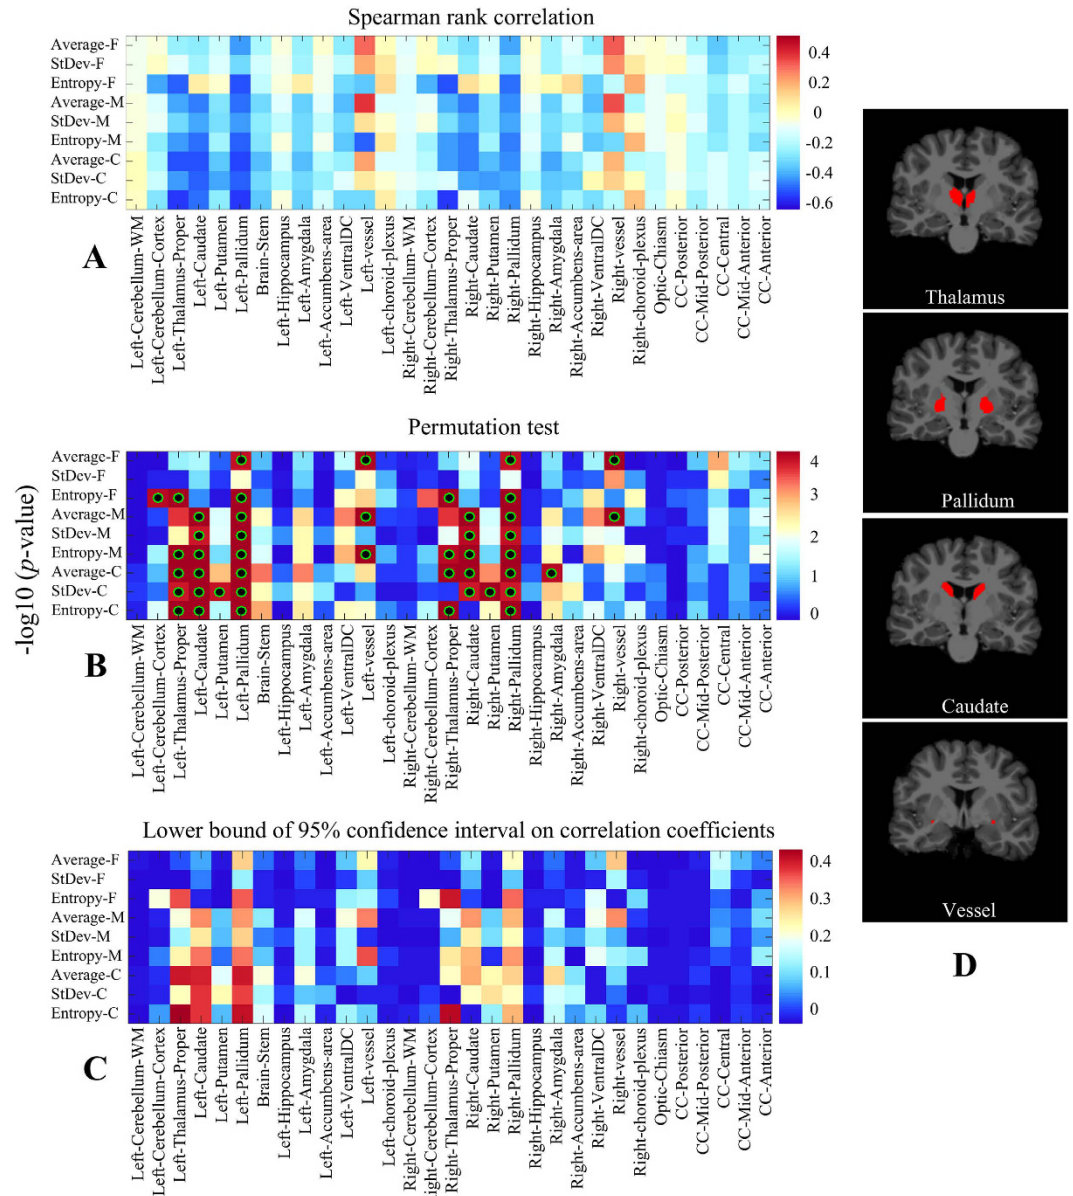 Spearman rank correlation
Average-F
StDev-F
Entropy-F
Average-M
StDev-M
Entropy-M
Average-C
StDev-C
Entropy-C
0.4
0.2
0
-0.2
-0.4
-0.6
A
Left-Cerebellum-WM
Left-Cerebellum-Cortex
Left-Thalamus-Proper
Left-Caudate
Left-Putamen
Left-Pallidum
Brain-Stem
Left-Hippocampus
Left-Amygdala
Left-Accumbens-area
Left-VentralDC
Left-vessel
Left-choroid-plexus
Right-Cerebellum-WM
Right-Cerebellum-Cortex
Right-Thalamus-Proper
Right-Caudate
Right-Putamen
Right-Pallidum
Right-Hippocampus
Right-Amygdala
Right-Accumbens-area
Right-VentralDC
Right-vessel
Right-choroid-plexus
Optic-Chiasm
CC-Posterior
CC-Mid-Posterior
CC-Central
CC-Mid-Anterior
CC-Anterior
Permutation test
-log10 (p-value)
Average-F
StDev-F
Entropy-F
Average-M
StDev-M
Entropy-M
Average-C
StDev-C
Entropy-C
4
3
2
1
0
B
Left-Cerebellum-WM
Left-Cerebellum-Cortex
Left-Thalamus-Proper
Left-Caudate
Left-Putamen
Left-Pallidum
Brain-Stem
Left-Hippocampus
Left-Amygdala
Left-Accumbens-area
Left-VentralDC
Left-vessel
Left-choroid-plexus
Right-Cerebellum-WM
Right-Cerebellum-Cortex
Right-Thalamus-Proper
Right-Caudate
Right-Putamen
Right-Pallidum
Right-Hippocampus
Right-Amygdala
Right-Accumbens-area
Right-VentralDC
Right-vessel
Right-choroid-plexus
Optic-Chiasm
CC-Posterior
CC-Mid-Posterior
CC-Central
CC-Mid-Anterior
CC-Anterior
Lower bound of 95% confidence interval on correlation coefficients
Average-F
StDev-F
Entropy-F
Average-M
StDev-M
Entropy-M
Average-C
StDev-C
Entropy-C
0.4
0.3
0.2
0.1
0
C
Left-Cerebellum-WM
Left-Cerebellum-Cortex
Left-Thalamus-Proper
Left-Caudate
Left-Putamen
Left-Pallidum
Brain-Stem
Left-Hippocampus
Left-Amygdala
Left-Accumbens-area
Left-VentralDC
Left-vessel
Left-choroid-plexus
Right-Cerebellum-WM
ight-Cerebellum-Cortex
Right-Thalamus-Proper
Right-Caudate
Right-Putamen
Right-Pallidum
Right-Hippocampus
Right-Amygdala
Right-Accumbens-area
Right-VentralDC
Right-vessel
Right-choroid-plexus
Optic-Chiasm
CC-Posterior
CC-Mid-Posterior
CC-Central
CC-Mid-Anterior
CC-Anterior
Thalamus
Pallidum
Caudate
Vessel
D